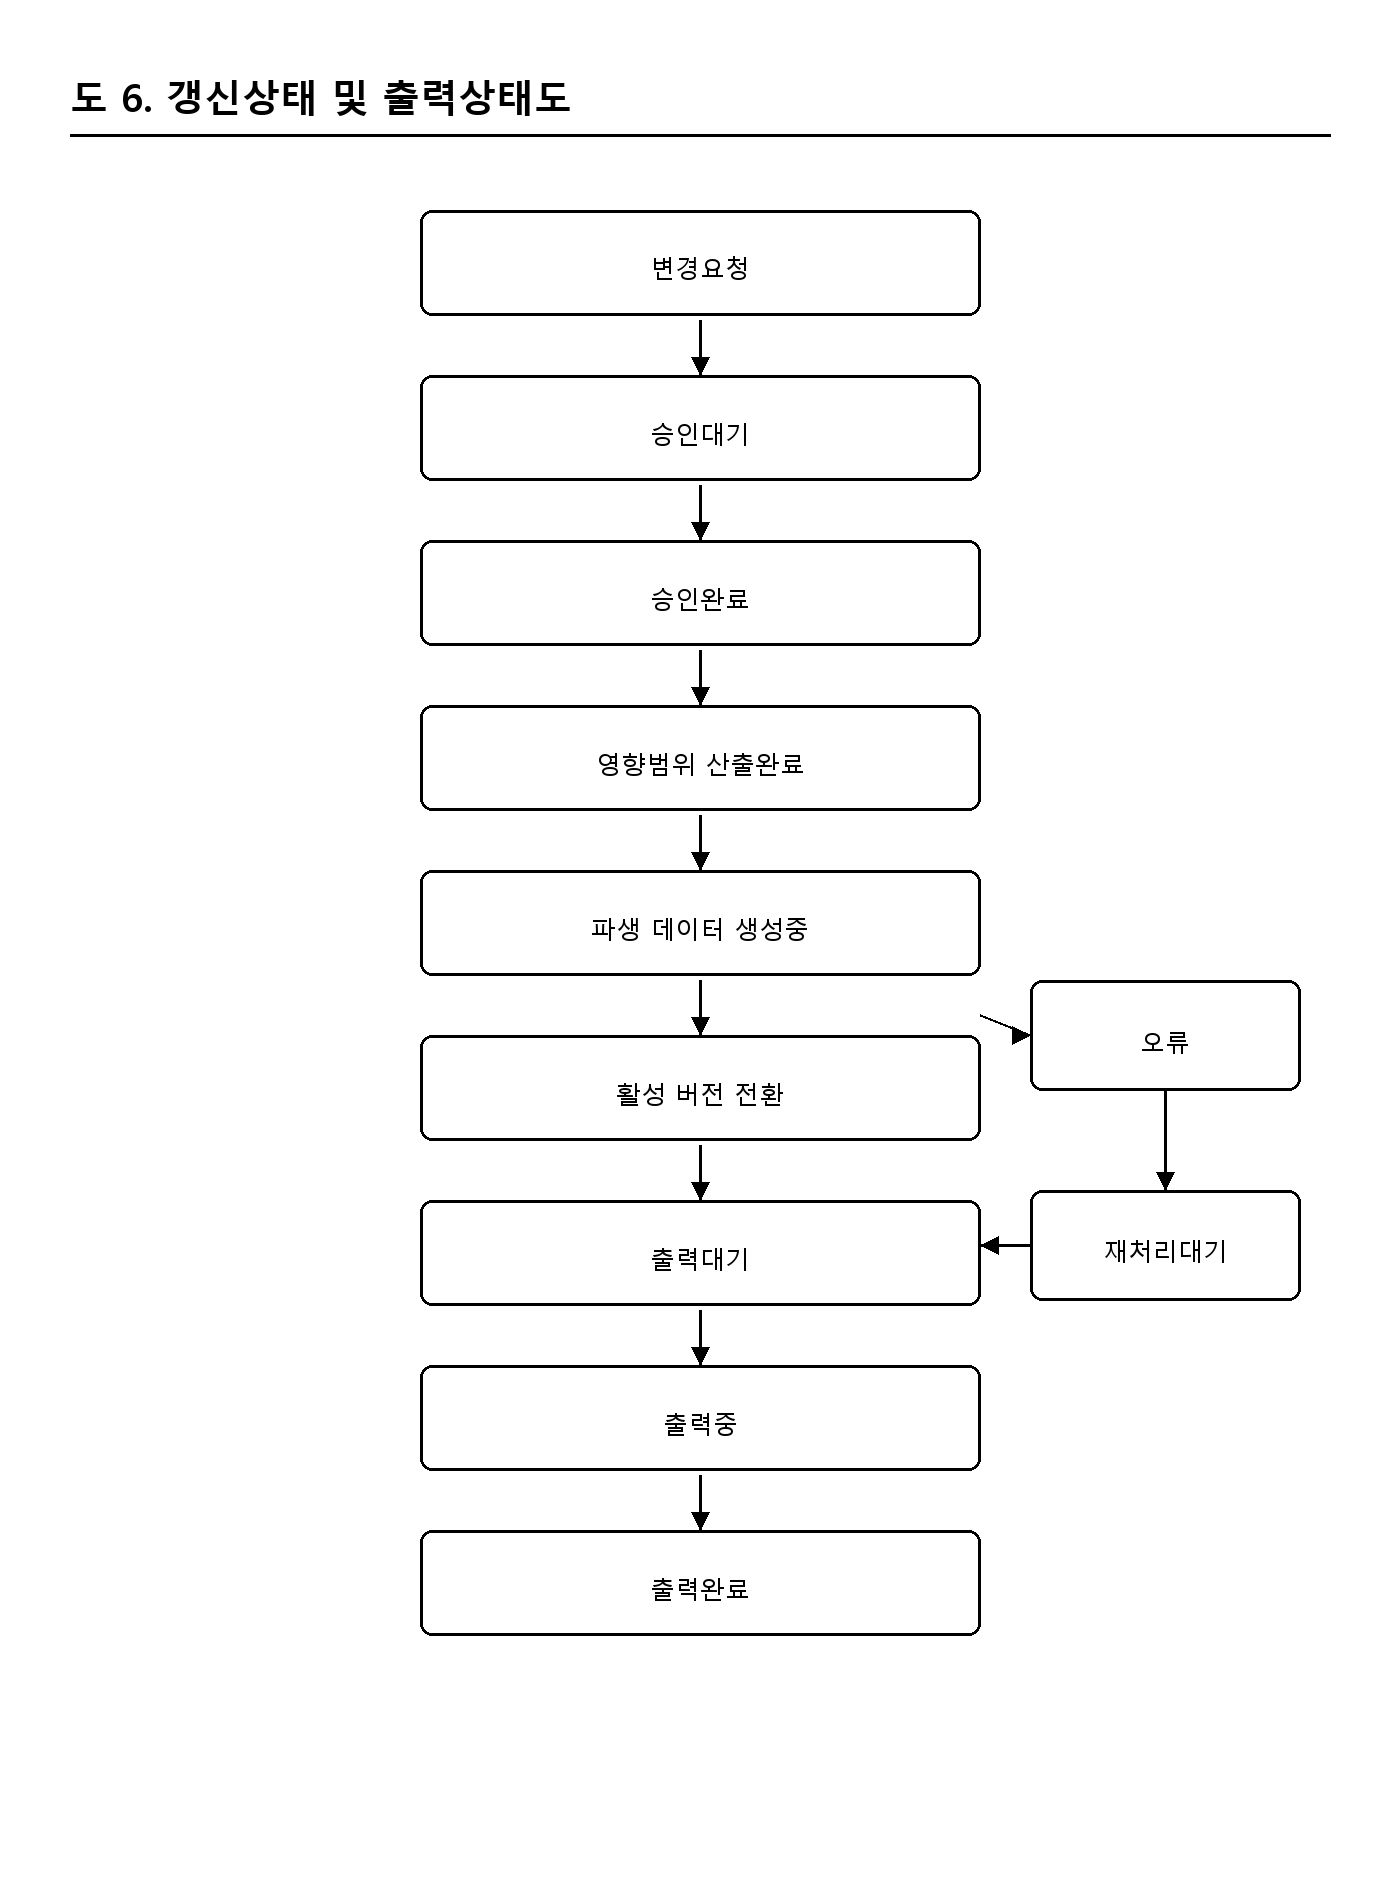 도 6. 갱신상태 및 출력상태도
변경요청
승인대기
승인완료
영향범위 산출완료
파생 데이터 생성중
오류
활성 버전 전환
재처리대기
출력대기
출력중
출력완료